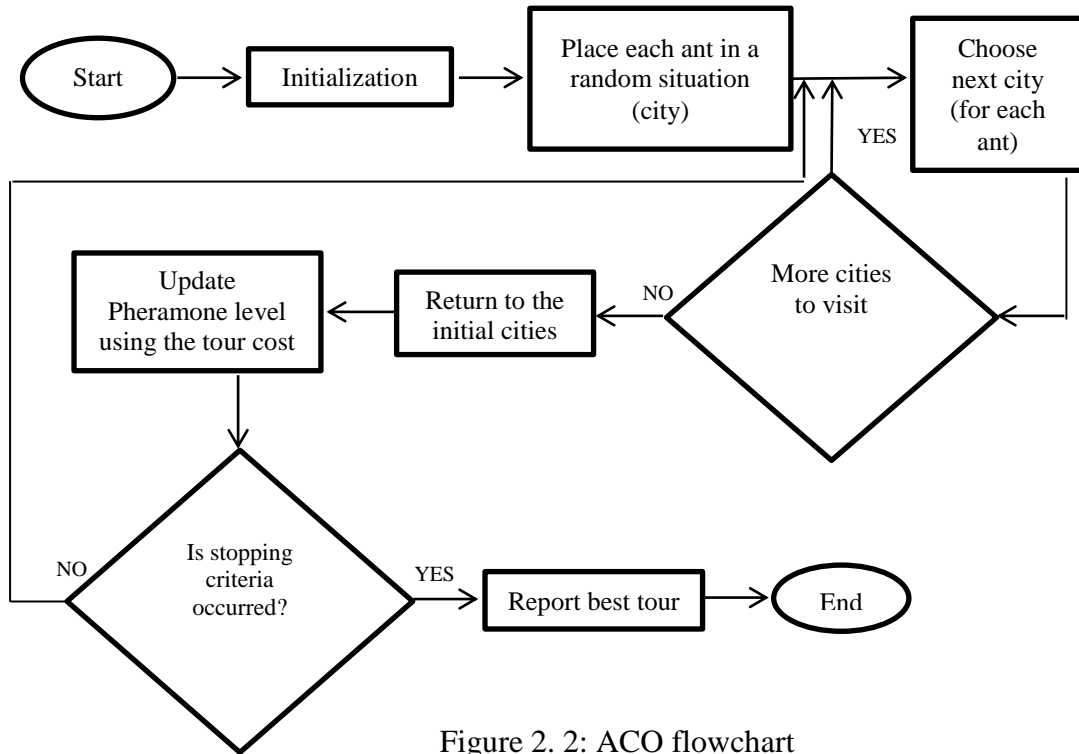 Start
Initialization
Place each ant in a
random situation
(city)
Choose
next city
(for each
ant)
YES
More cities
to visit
NO
Return to the
initial cities
Update
Pheramone level
using the tour cost
Is stopping
criteria
occurred?
NO
YES
Report best tour
End
Figure 2. 2: ACO flowchart